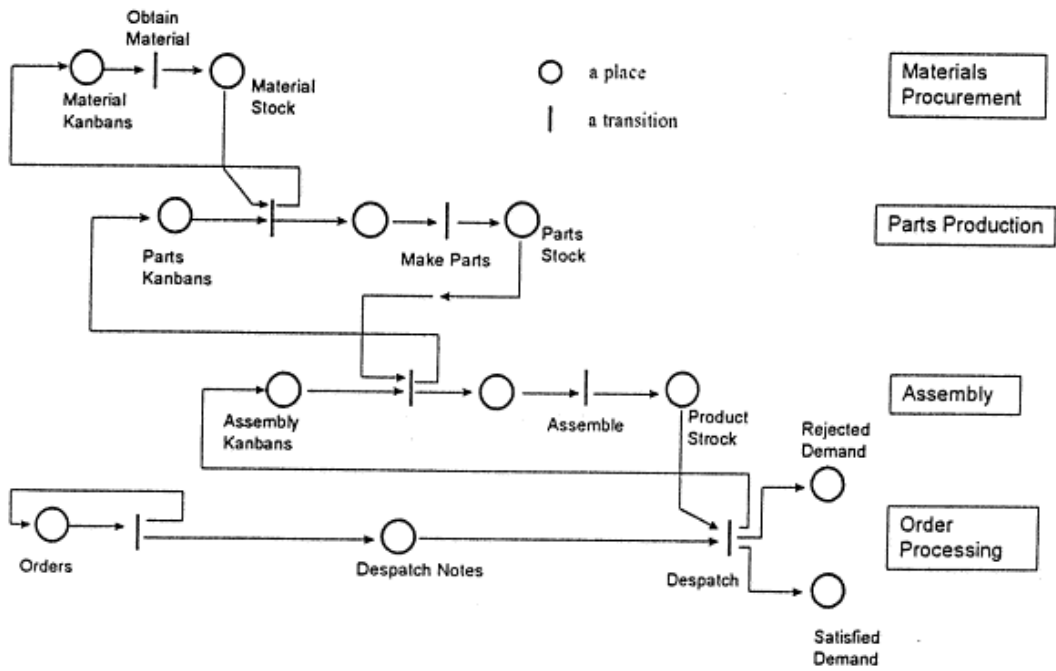 Obtain
Material
Material
Kanbans
Material
Stock
a place
a transition
Materials
Procurement
Parts
Kanbans
Make Parts
Parts
Stock
Parts Production
Assembly
Kanbans
Assemble
Product
Strock
Rejected
Demand
Assembly
Orders
Despatch Notes
Despatch
Satisfied
Demand
Order
Processing